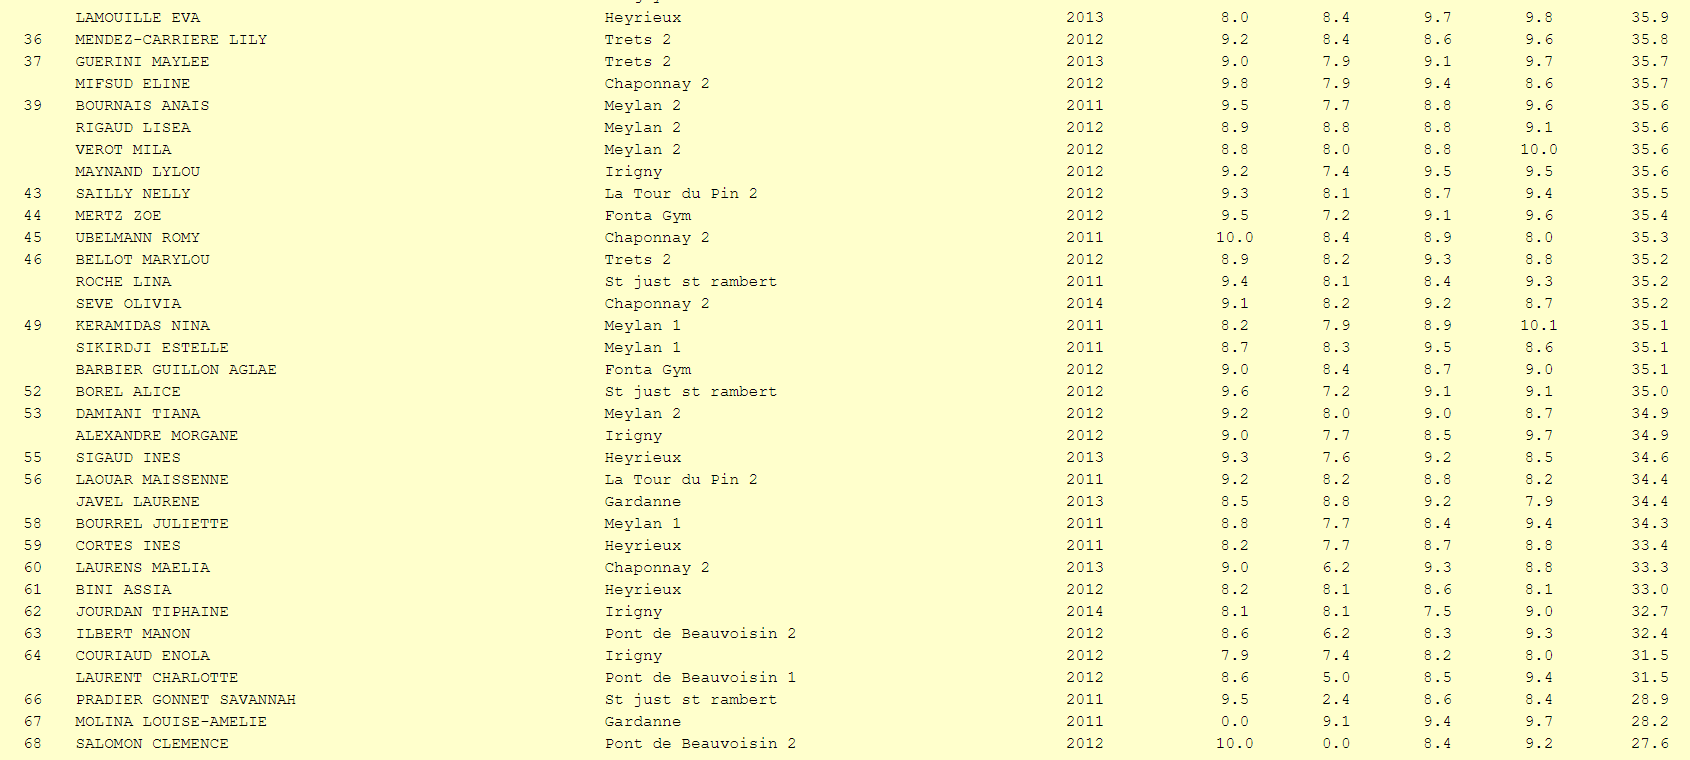 LAMOUILLE EVA Heyrieux 2013 8.0 8.4 9.7 9.8 35.9
36 MENDEZ-CARRIERE LILY Trets 2 2012 9.2 8.4 8.6 9.6 35.8
37 GUERINI MAYLEE Trets 2 2013 9.0 7.9 9.1 9.7 35.7
MIFSUD ELINE Chaponnay 2 2012 9.8 7.9 9.4 8.6 35.7
39 BOURNAIS ANAIS Meylan 2 2011 9.5 7.7 8.8 9.6 35.6
RIGAUD LISEA Meylan 2 2012 8.9 8.8 8.8 9.1 35.6
VEROT MILA Meylan 2 2012 8.8 8.0 8.8 10.0 35.6
MAYNAND LYLOU Irigny 2012 9.2 7.4 9.5 9.5 35.6
43 SAILLY NELLY La Tour du Pin 2 2012 9.3 8.1 8.7 9.4 35.5
44 MERTZ ZOE Fonta Gym 2012 9.5 7.2 9.1 9.6 35.4
45 UBELMANN ROMY Chaponnay 2 2011 10.0 8.4 8.9 8.0 35.3
46 BELLOT MARYLOU Trets 2 2012 8.9 8.2 9.3 8.8 35.2
ROCHE LINA St just st rambert 2011 9.4 8.1 8.4 9.3 35.2
SEVE OLIVIA Chaponnay 2 2014 9.1 8.2 9.2 8.7 35.2
49 KERAMIDAS NINA Meylan 1 2011 8.2 7.9 8.9 10.1 35.1
SIKIRDJI ESTELLE Meylan 1 2011 8.7 8.3 9.5 8.6 35.1
BARBIER GUILLON AGLAE Fonta Gym 2012 9.0 8.4 8.7 9.0 35.1
52 BOREL ALICE St just st rambert 2012 9.6 7.2 9.1 9.1 35.0
53 DAMIANI TIANA Meylan 2 2012 9.2 8.0 9.0 8.7 34.9
ALEXANDRE MORGANE Irigny 2012 9.0 7.7 8.5 9.7 34.9
55 SIGAUD INES Heyrieux 2013 9.3 7.6 9.2 8.5 34.6
56 LAOUAR MAISSENNE La Tour du Pin 2 2011 9.2 8.2 8.8 8.2 34.4
JAVEL LAURENE Gardanne 2013 8.5 8.8 9.2 7.9 34.4
58 BOURREL JULIETTE Meylan 1 2011 8.8 7.7 8.4 9.4 34.3
59 CORTES INES Heyrieux 2011 8.2 7.7 8.7 8.8 33.4
60 LAURENS MAELIA Chaponnay 2 2013 9.0 6.2 9.3 8.8 33.3
61 BINI ASSIA Heyrieux 2012 8.2 8.1 8.6 8.1 33.0
62 JOURDAN TIPHAINE Irigny 2014 8.1 8.1 7.5 9.0 32.7
63 ILBERT MANON Pont de Beauvoisin 2 2012 8.6 6.2 8.3 9.3 32.4
64 COURIAUD ENOLA Irigny 2012 7.9 7.4 8.2 8.0 31.5
LAURENT CHARLOTTE Pont de Beauvoisin 1 2012 8.6 5.0 8.5 9.4 31.5
66 PRADIER GONNET SAVANNAH St just st rambert 2011 9.5 2.4 8.6 8.4 28.9
67 MOLINA LOUISE-AMELIE Gardanne 2011 0.0 9.1 9.4 9.7 28.2
68 SALOMON CLEMENCE Pont de Beauvoisin 2 2012 10.0 0.0 8.4 9.2 27.6